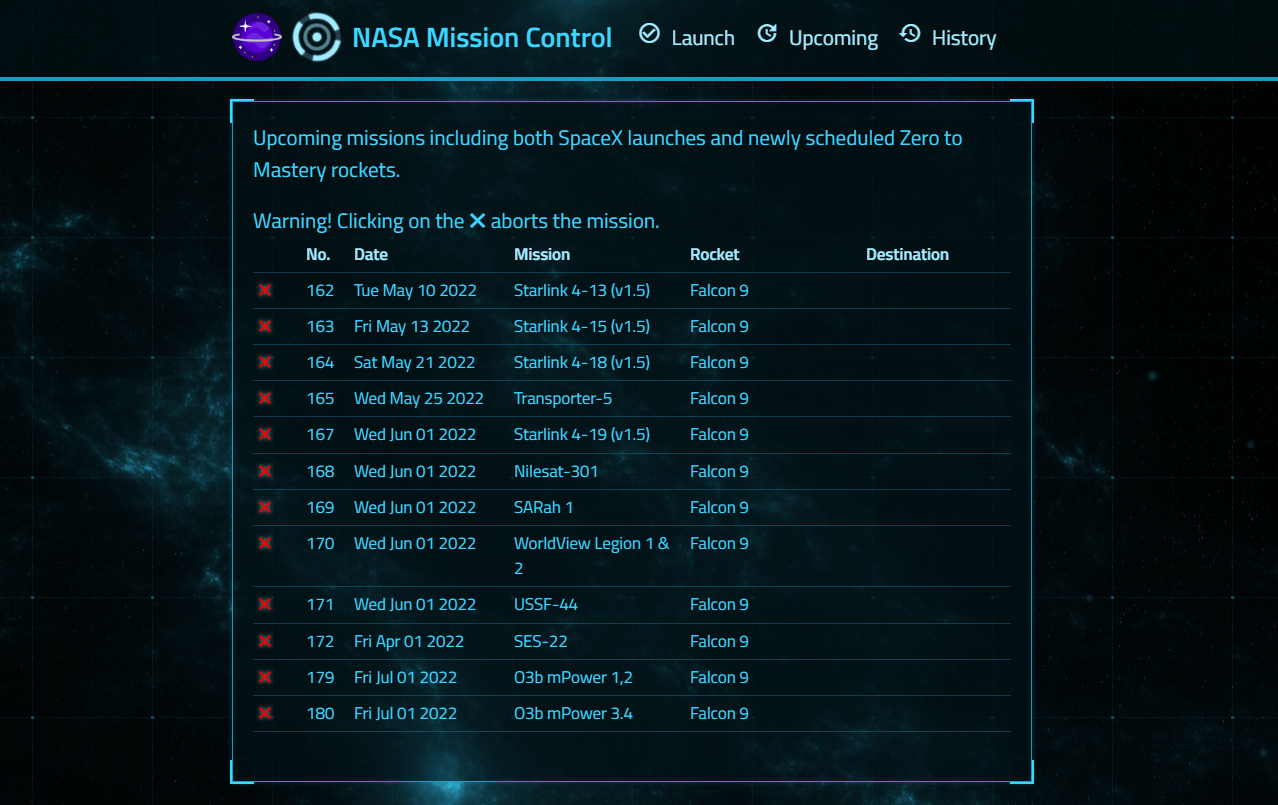 NASA Mission Control Launch Upcoming History
Upcoming missions including both SpaceX launches and newly scheduled Zero to
Mastery rockets.
Warning! Clicking on the ✕ aborts the mission.
No. Date Mission Rocket Destination
✕ 162 Tue May 10 2022 Starlink 4-13 (v1.5) Falcon 9
✕ 163 Fri May 13 2022 Starlink 4-15 (v1.5) Falcon 9
✕ 164 Sat May 21 2022 Starlink 4-18 (v1.5) Falcon 9
✕ 165 Wed May 25 2022 Transporter-5 Falcon 9
✕ 167 Wed Jun 01 2022 Starlink 4-19 (v1.5) Falcon 9
✕ 168 Wed Jun 01 2022 Nilesat-301 Falcon 9
✕ 169 Wed Jun 01 2022 SARah 1 Falcon 9
✕ 170 Wed Jun 01 2022 WorldView Legion 1 & Falcon 9
2
✕ 171 Wed Jun 01 2022 USSF-44 Falcon 9
✕ 172 Fri Apr 01 2022 SES-22 Falcon 9
✕ 179 Fri Jul 01 2022 O3b mPower 1,2 Falcon 9
✕ 180 Fri Jul 01 2022 O3b mPower 3.4 Falcon 9